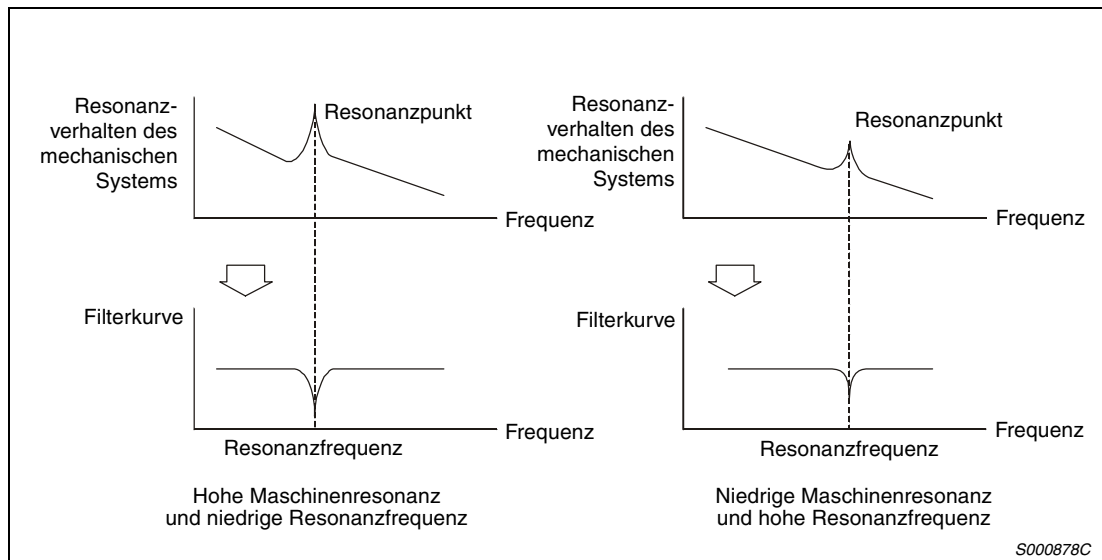 Resonanz-
verhalten des
mechanischen
Systems
Resonanzpunkt
Frequenz
Filterkurve
Frequenz
Resonanzfrequenz
Hohe Maschinenresonanz
und niedrige Resonanzfrequenz
Resonanz-
verhalten des
mechanischen
Systems
Resonanzpunkt
Frequenz
Filterkurve
Frequenz
Resonanzfrequenz
Niedrige Maschinenresonanz
und hohe Resonanzfrequenz
S000878C